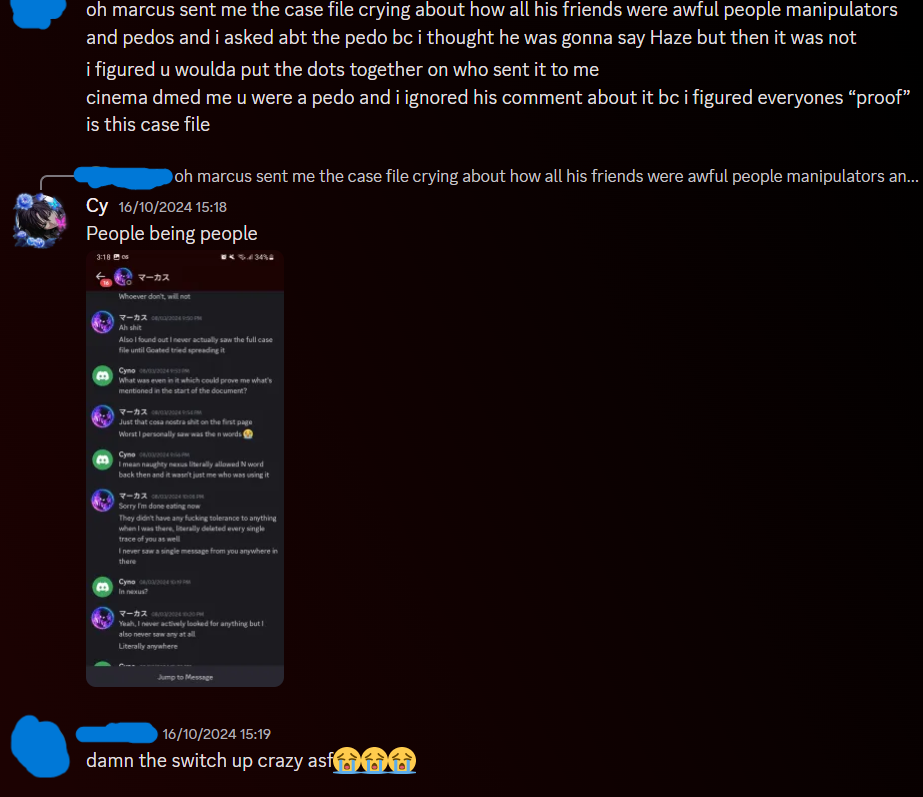 oh marcus sent me the case file crying about how all his friends were awful people manipulators
and pedos and i asked abt the pedo bc i thought he was gonna say Haze but then it was not
i figured u woulda put the dots together on who sent it to me
cinema dmed me u were a pedo and i ignored his comment about it bc i figured everyones “proof”
is this case file
oh marcus sent me the case file crying about how all his friends were awful people manipulators an...
Cy 16/10/2024 15:18
People being people
3:18 34%
16 マーカス
Whoever don't, will not
マーカス
Ah shit
Also I found out I never actually saw the full case
file until Goated tried spreading it
Cyno
What was even in it which could prove me what's
mentioned in the start of the document?
マーカス
Just that cosa nostra shit on the first page
Worst I personally saw was the n words 😭
Cyno
I mean naughty nexus literally allowed N word
back then and it wasn't just me who was using it
マーカス
Sorry I'm done eating now
They didn't have any fucking tolerance to anything
when I was there, literally deleted every single
trace of you as well
I never saw a single message from you anywhere in
there
Cyno
In nexus?
マーカス
Yeah, I never actively looked for anything but I
also never saw any at all
Literally anywhere
Jump to Message
16/10/2024 15:19
damn the switch up crazy asf😭😭😭